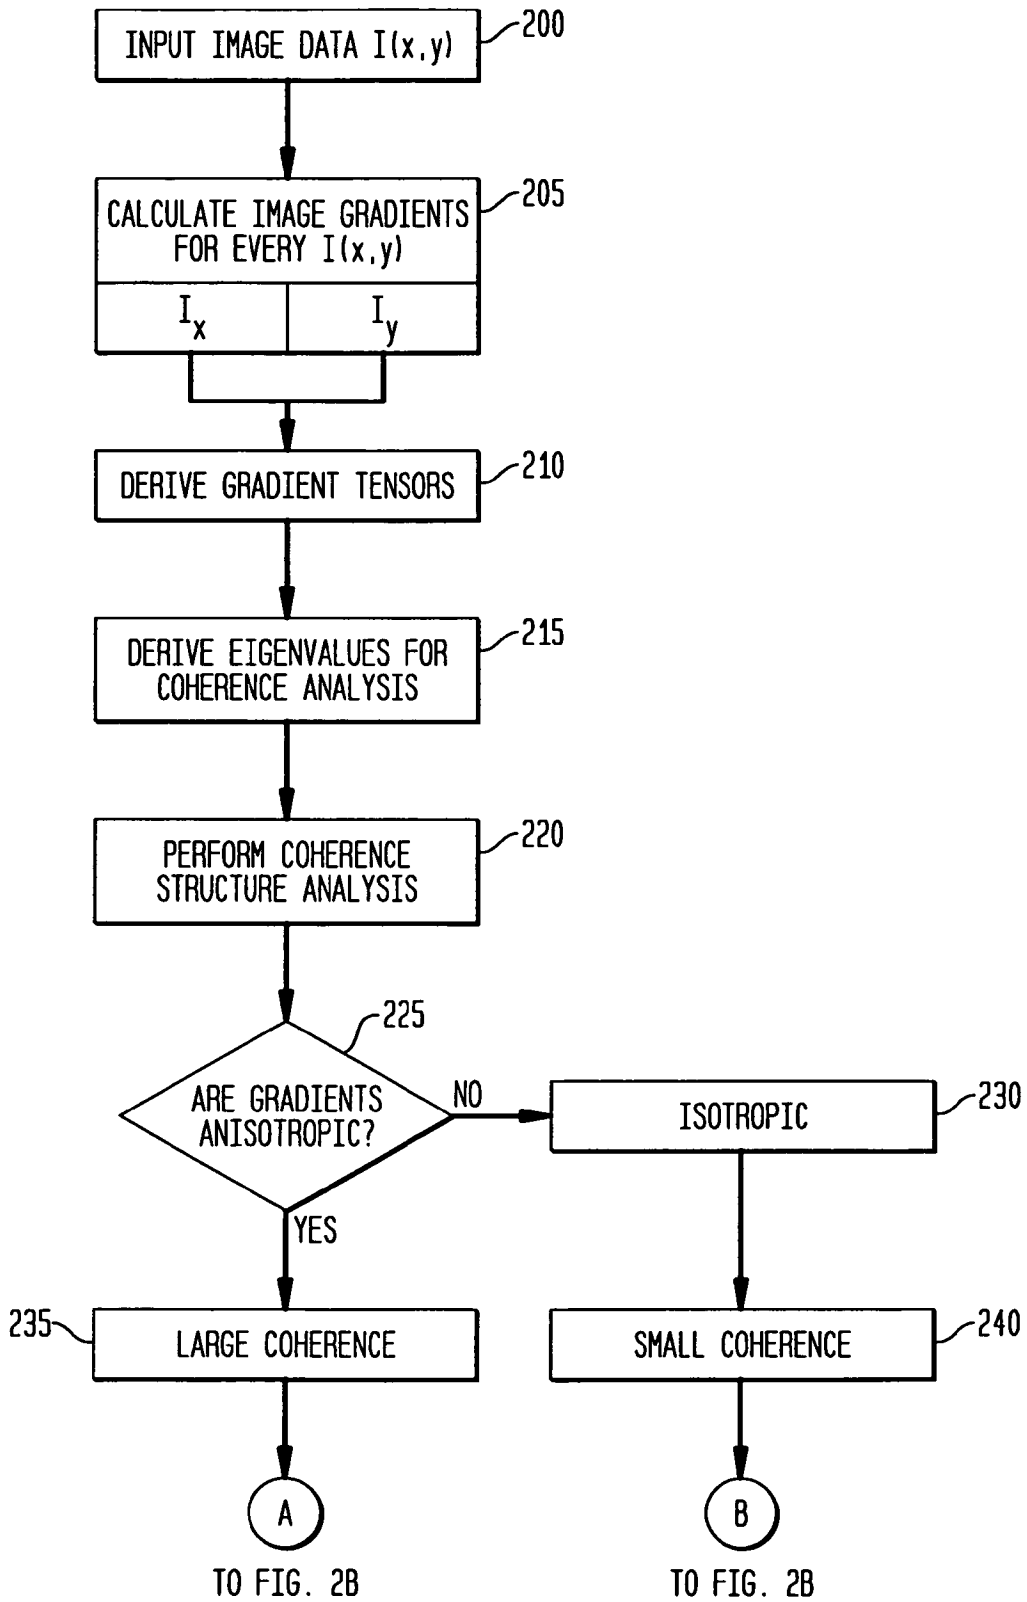 INPUT IMAGE DATA I(x,y)
200
CALCULATE IMAGE GRADIENTS
FOR EVERY I(x,y)
205
Ix
Iy
DERIVE GRADIENT TENSORS
210
DERIVE EIGENVALUES FOR
COHERENCE ANALYSIS
215
PERFORM COHERENCE
STRUCTURE ANALYSIS
220
225
ARE GRADIENTS
ANISOTROPIC?
NO
ISOTROPIC
230
YES
235
LARGE COHERENCE
SMALL COHERENCE
240
A
B
TO FIG. 2B
TO FIG. 2B